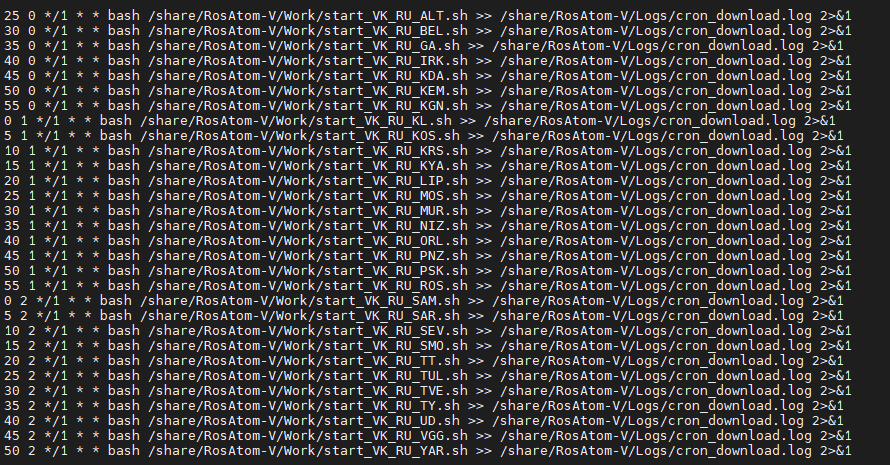 25 0 */1 * * bash /share/RosAtom-V/Work/start_VK_RU_ALT.sh >> /share/RosAtom-V/Logs/cron_download.log 2>&1
30 0 */1 * * bash /share/RosAtom-V/Work/start_VK_RU_BEL.sh >> /share/RosAtom-V/Logs/cron_download.log 2>&1
35 0 */1 * * bash /share/RosAtom-V/Work/start_VK_RU_GA.sh >> /share/RosAtom-V/Logs/cron_download.log 2>&1
40 0 */1 * * bash /share/RosAtom-V/Work/start_VK_RU_IRK.sh >> /share/RosAtom-V/Logs/cron_download.log 2>&1
45 0 */1 * * bash /share/RosAtom-V/Work/start_VK_RU_KDA.sh >> /share/RosAtom-V/Logs/cron_download.log 2>&1
50 0 */1 * * bash /share/RosAtom-V/Work/start_VK_RU_KEM.sh >> /share/RosAtom-V/Logs/cron_download.log 2>&1
55 0 */1 * * bash /share/RosAtom-V/Work/start_VK_RU_KGN.sh >> /share/RosAtom-V/Logs/cron_download.log 2>&1
0 1 */1 * * bash /share/RosAtom-V/Work/start_VK_RU_KL.sh >> /share/RosAtom-V/Logs/cron_download.log 2>&1
5 1 */1 * * bash /share/RosAtom-V/Work/start_VK_RU_KOS.sh >> /share/RosAtom-V/Logs/cron_download.log 2>&1
10 1 */1 * * bash /share/RosAtom-V/Work/start_VK_RU_KRS.sh >> /share/RosAtom-V/Logs/cron_download.log 2>&1
15 1 */1 * * bash /share/RosAtom-V/Work/start_VK_RU_KYA.sh >> /share/RosAtom-V/Logs/cron_download.log 2>&1
20 1 */1 * * bash /share/RosAtom-V/Work/start_VK_RU_LIP.sh >> /share/RosAtom-V/Logs/cron_download.log 2>&1
25 1 */1 * * bash /share/RosAtom-V/Work/start_VK_RU_MOS.sh >> /share/RosAtom-V/Logs/cron_download.log 2>&1
30 1 */1 * * bash /share/RosAtom-V/Work/start_VK_RU_MUR.sh >> /share/RosAtom-V/Logs/cron_download.log 2>&1
35 1 */1 * * bash /share/RosAtom-V/Work/start_VK_RU_NIZ.sh >> /share/RosAtom-V/Logs/cron_download.log 2>&1
40 1 */1 * * bash /share/RosAtom-V/Work/start_VK_RU_ORL.sh >> /share/RosAtom-V/Logs/cron_download.log 2>&1
45 1 */1 * * bash /share/RosAtom-V/Work/start_VK_RU_PNZ.sh >> /share/RosAtom-V/Logs/cron_download.log 2>&1
50 1 */1 * * bash /share/RosAtom-V/Work/start_VK_RU_PSK.sh >> /share/RosAtom-V/Logs/cron_download.log 2>&1
55 1 */1 * * bash /share/RosAtom-V/Work/start_VK_RU_ROS.sh >> /share/RosAtom-V/Logs/cron_download.log 2>&1
0 2 */1 * * bash /share/RosAtom-V/Work/start_VK_RU_SAM.sh >> /share/RosAtom-V/Logs/cron_download.log 2>&1
5 2 */1 * * bash /share/RosAtom-V/Work/start_VK_RU_SAR.sh >> /share/RosAtom-V/Logs/cron_download.log 2>&1
10 2 */1 * * bash /share/RosAtom-V/Work/start_VK_RU_SEV.sh >> /share/RosAtom-V/Logs/cron_download.log 2>&1
15 2 */1 * * bash /share/RosAtom-V/Work/start_VK_RU_SMO.sh >> /share/RosAtom-V/Logs/cron_download.log 2>&1
20 2 */1 * * bash /share/RosAtom-V/Work/start_VK_RU_TT.sh >> /share/RosAtom-V/Logs/cron_download.log 2>&1
25 2 */1 * * bash /share/RosAtom-V/Work/start_VK_RU_TUL.sh >> /share/RosAtom-V/Logs/cron_download.log 2>&1
30 2 */1 * * bash /share/RosAtom-V/Work/start_VK_RU_TVE.sh >> /share/RosAtom-V/Logs/cron_download.log 2>&1
35 2 */1 * * bash /share/RosAtom-V/Work/start_VK_RU_TY.sh >> /share/RosAtom-V/Logs/cron_download.log 2>&1
40 2 */1 * * bash /share/RosAtom-V/Work/start_VK_RU_UD.sh >> /share/RosAtom-V/Logs/cron_download.log 2>&1
45 2 */1 * * bash /share/RosAtom-V/Work/start_VK_RU_VGG.sh >> /share/RosAtom-V/Logs/cron_download.log 2>&1
50 2 */1 * * bash /share/RosAtom-V/Work/start_VK_RU_YAR.sh >> /share/RosAtom-V/Logs/cron_download.log 2>&1